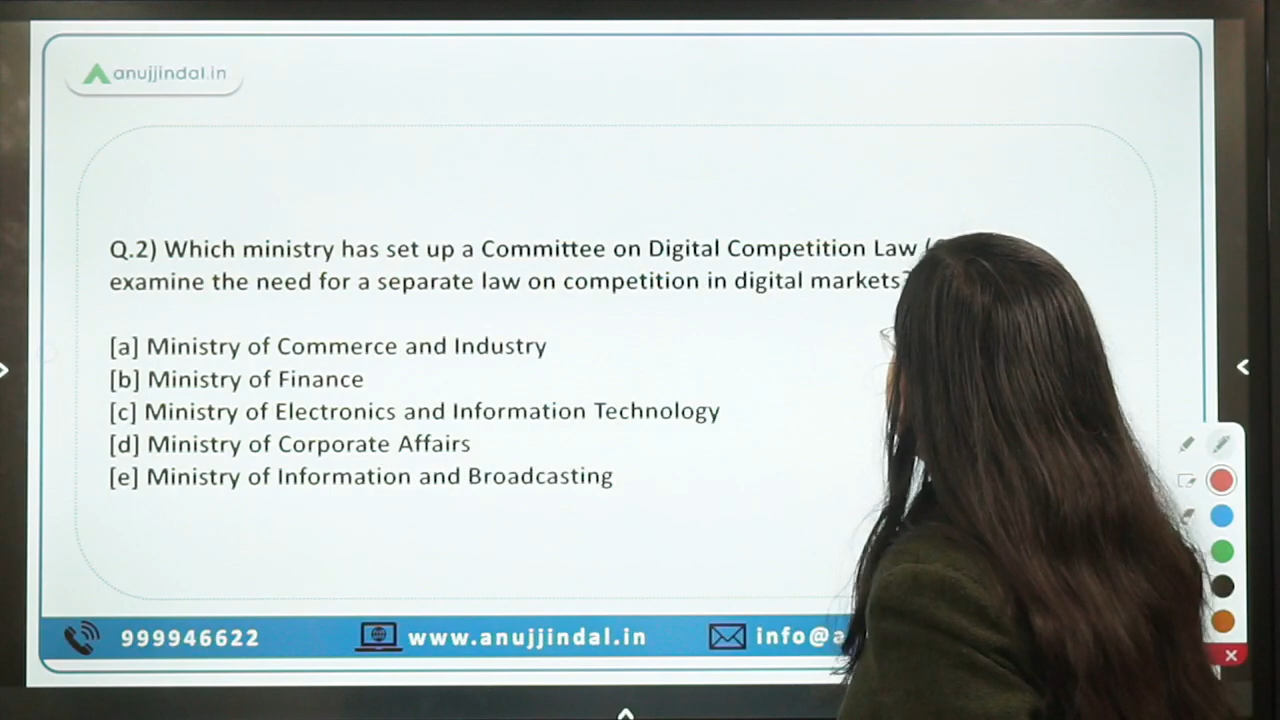 anujjindal.in
Q.2) Which ministry has set up a Committee on Digital Competition Law
examine the need for a separate law on competition in digital markets?
[a] Ministry of Commerce and Industry
[b] Ministry of Finance
[c] Ministry of Electronics and Information Technology
[d] Ministry of Corporate Affairs
[e] Ministry of Information and Broadcasting
999946622 www.anujjindal.in info@a